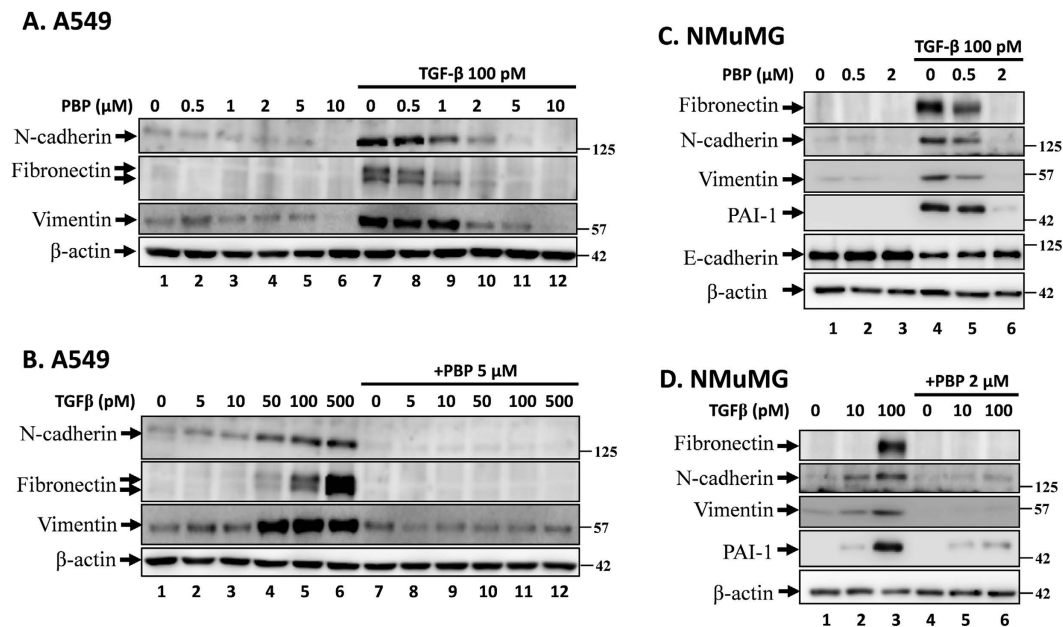 A. A549
TGF-β 100 pM
PBP (μM) 0 0.5 1 2 5 10 0 0.5 1 2 5 10
N-cadherin
125
Fibronectin
Vimentin
57
β-actin
42
1 2 3 4 5 6 7 8 9 10 11 12
B. A549
+PBP 5 μM
TGFβ (pM) 0 5 10 50 100 500 0 5 10 50 100 500
N-cadherin
125
Fibronectin
Vimentin
57
β-actin
42
1 2 3 4 5 6 7 8 9 10 11 12
C. NMuMG
TGF-β 100 pM
PBP (μM) 0 0.5 2 0 0.5 2
Fibronectin
N-cadherin
125
Vimentin
57
PAI-1
42
E-cadherin
125
β-actin
42
1 2 3 4 5 6
D. NMuMG
+PBP 2 μM
TGFβ (pM) 0 10 100 0 10 100
Fibronectin
N-cadherin
125
Vimentin
57
PAI-1
42
β-actin
42
1 2 3 4 5 6